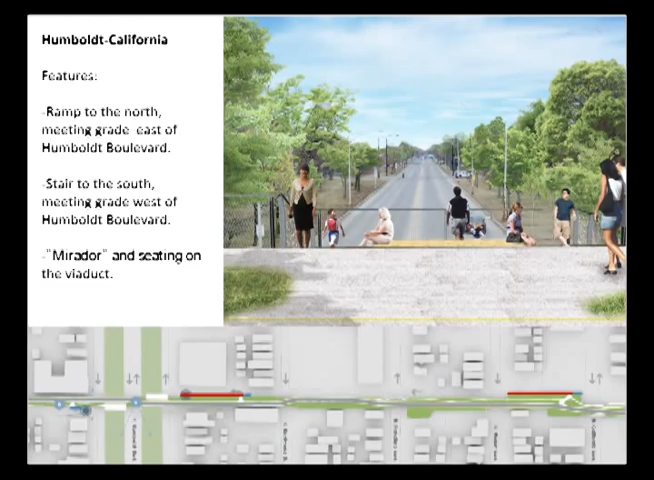 Humboldt-California
Features:
-Ramp to the north,
meeting grade east of
Humboldt Boulevard.
-Stair to the south,
meeting grade west of
Humboldt Boulevard.
-"Mirador" and seating on
the viaduct.